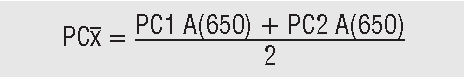 PCx̄ = PC1 A(650) + PC2 A(650)
2